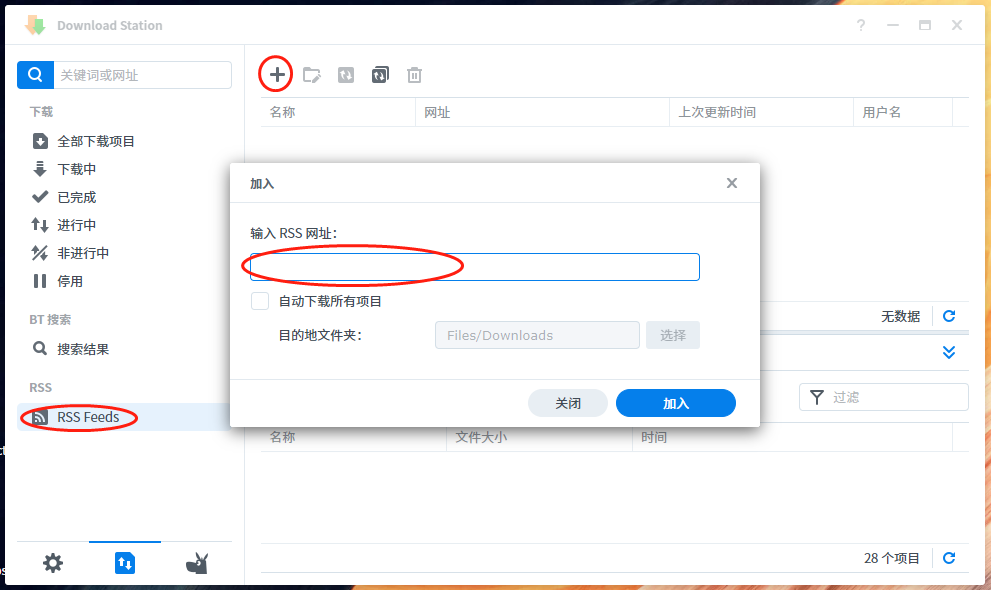 Download Station
关键词或网址
下载
全部下载项目
下载中
已完成
进行中
非进行中
停用
BT 搜索
搜索结果
RSS
RSS Feeds
名称 网址 上次更新时间 用户名
加入
输入 RSS 网址:
自动下载所有项目
目的地文件夹: Files/Downloads 选择
关闭 加入
无数据
过滤
名称 文件大小 时间
28 个项目